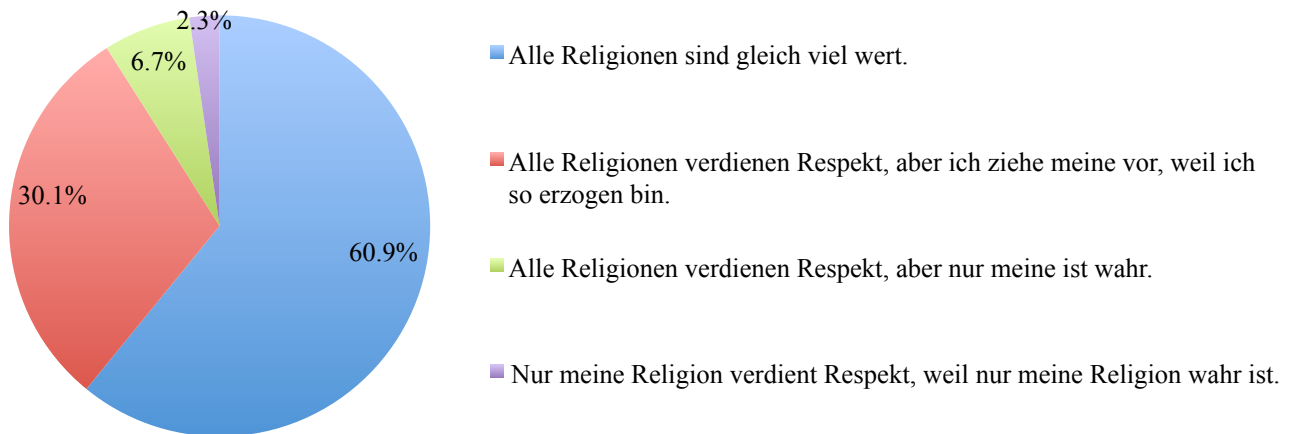 2.3%
6.7%
30.1%
60.9%
Alle Religionen sind gleich viel wert.
Alle Religionen verdienen Respekt, aber ich ziehe meine vor, weil ich
so erzogen bin.
Alle Religionen verdienen Respekt, aber nur meine ist wahr.
Nur meine Religion verdient Respekt, weil nur meine Religion wahr ist.